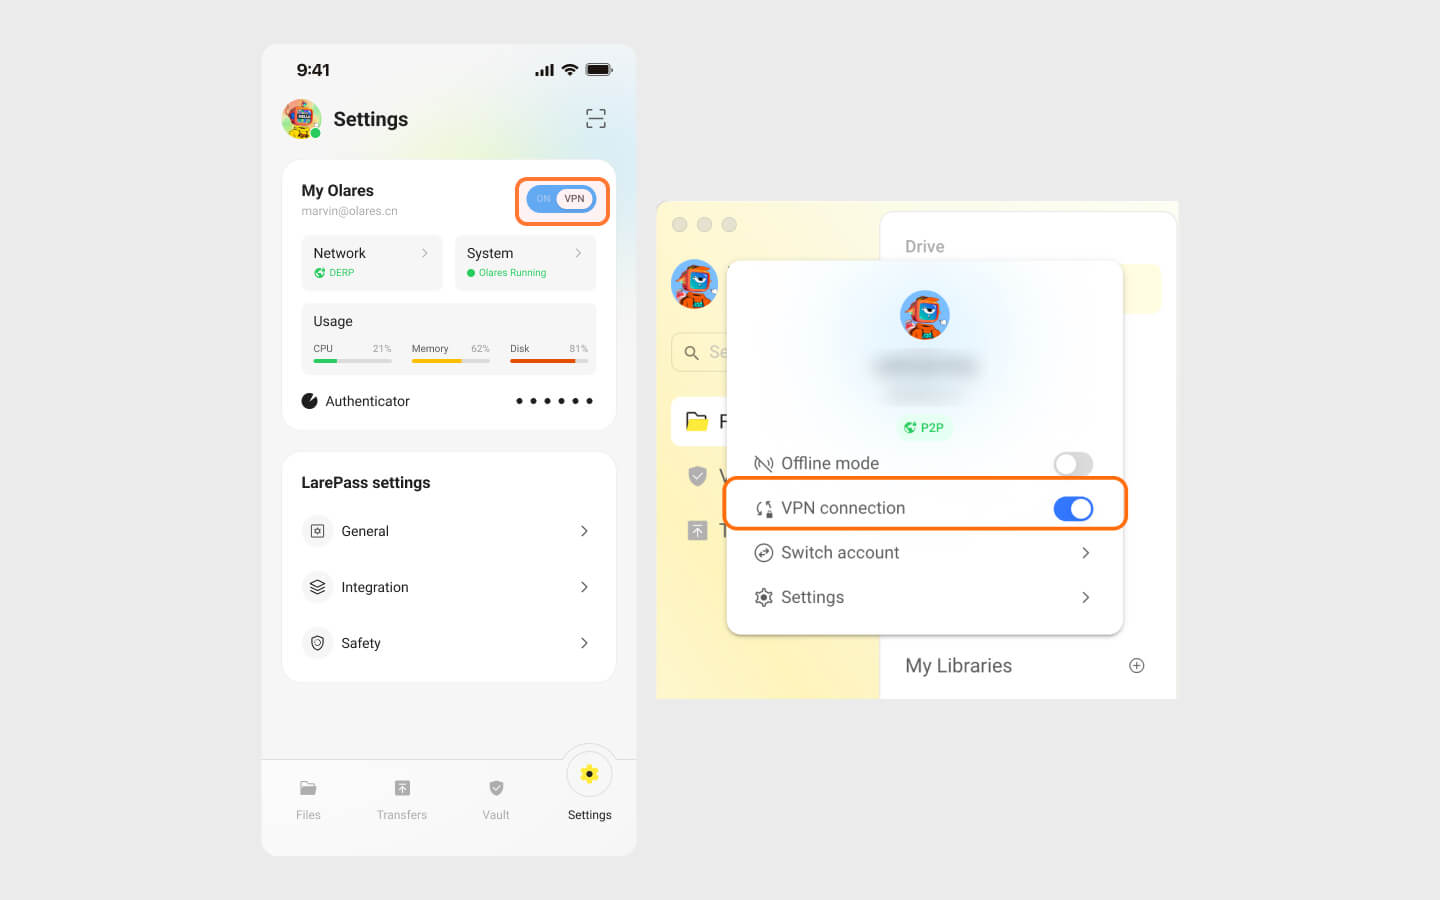 9:41
Settings
My Olares
marvin@olares.cn
ON VPN
Network
DERP
System
Olares Running
Usage
CPU 21%
Memory 62%
Disk 81%
Authenticator
LarePass settings
General
Integration
Safety
Files
Transfers
Vault
Settings
Drive
Se
P2P
Offline mode
VPN connection
Switch account
Settings
My Libraries